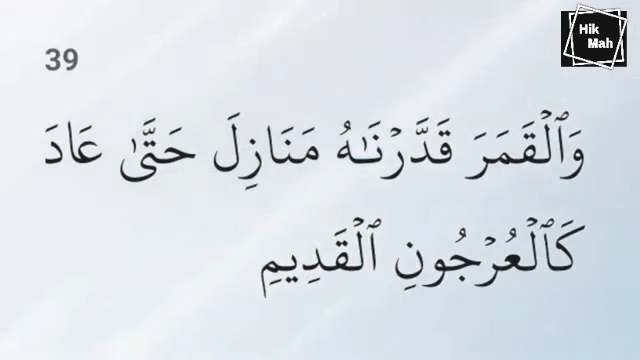 39
Hik
Mah
وَٱلْقَمَرَ قَدَّرْنَـٰهُ مَنَازِلَ حَتَّىٰ عَادَ
كَٱلْعُرْجُونِ ٱلْقَدِيمِ